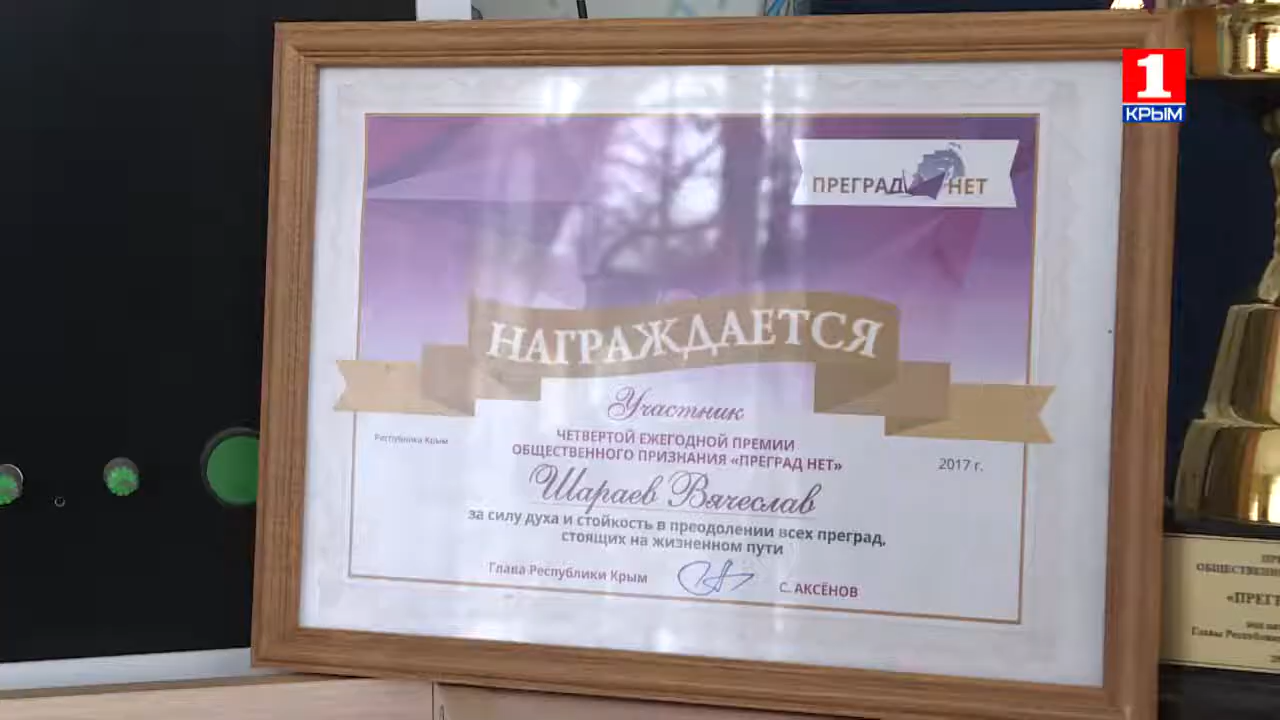 1
КРЫМ
ПРЕГРАД НЕТ
НАГРАЖДАЕТСЯ
Участник
ЧЕТВЕРТОЙ ЕЖЕГОДНОЙ ПРЕМИИ
ОБЩЕСТВЕННОГО ПРИЗНАНИЯ «ПРЕГРАД НЕТ»
Республика Крым
2017 г.
Шараев Вячеслав
за силу духа и стойкость в преодолении всех преград,
стоящих на жизненном пути
Глава Республики Крым
С. АКСЁНОВ